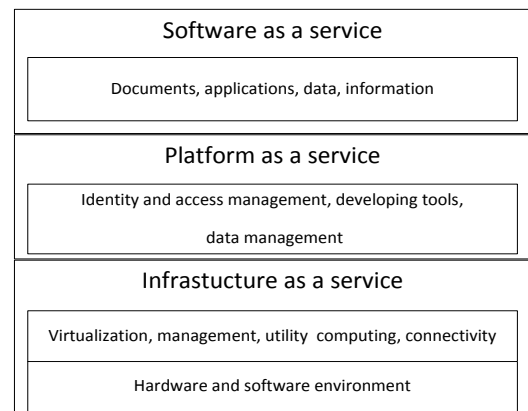 Software as a service
Documents, applications, data, information
Platform as a service
Identity and access management, developing tools,
data management
Infrastucture as a service
Virtualization, management, utility  computing, connectivity
Hardware and software environment